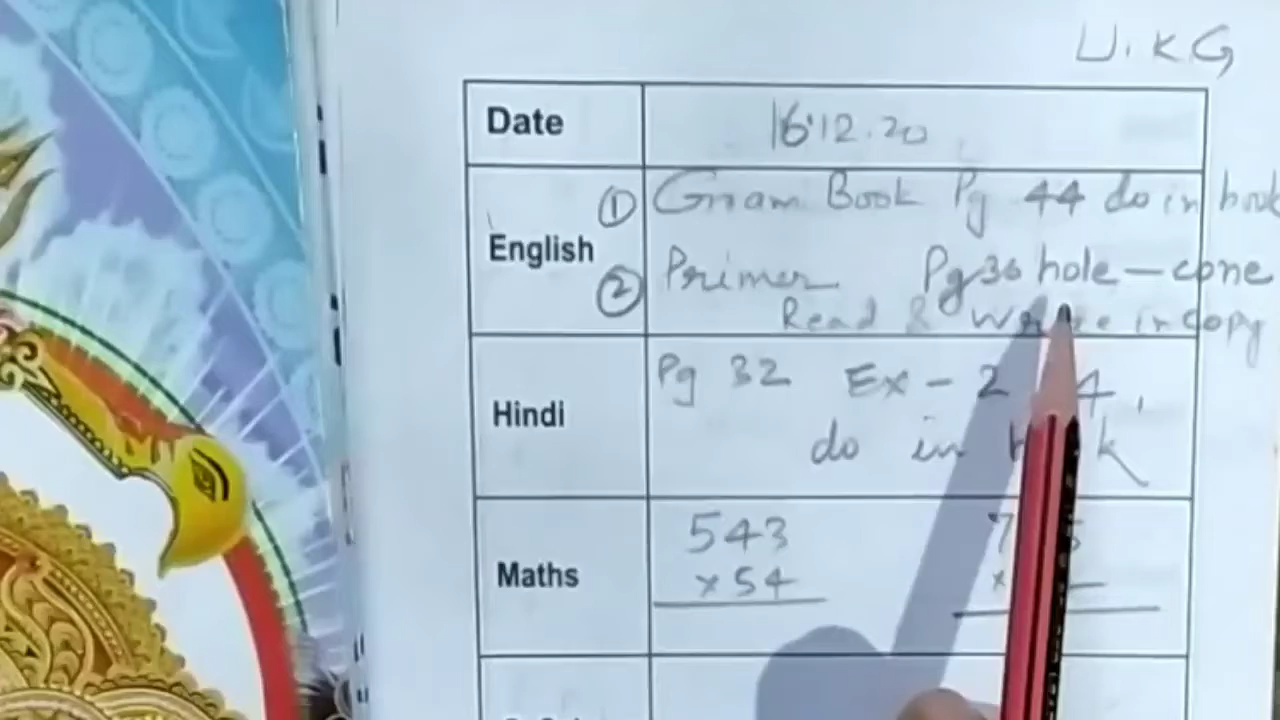 U.K.G
Date 16.12.20
English ① Gram Book Pg 44 do in book
② Primer Pg 36 hole – cone
Read & write in copy
Hindi Pg 32 Ex – 2 4,
do in
Maths 543
×54